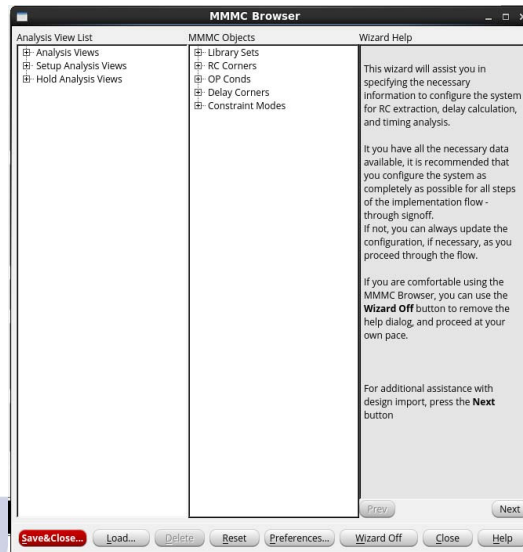 MMMC Browser
Analysis View List
Analysis Views
Setup Analysis Views
Hold Analysis Views
MMMC Objects
Library Sets
RC Corners
OP Conds
Delay Corners
Constraint Modes
Wizard Help
This wizard will assist you in
specifying the necessary
information to configure the system
for RC extraction, delay calculation,
and timing analysis.
It you have all the necessary data
available, it is recommended that
you configure the system as
completely as possible for all steps
of the implementation flow -
through signoff.
If not, you can always update the
configuration, if necessary, as you
proceed through the flow.
If you are comfortable using the
MMMC Browser, you can use the
Wizard Off button to remove the
help dialog, and proceed at your
own pace.
For additional assistance with
design import, press the Next
button
Prev Next
Save&Close... Load... Delete Reset Preferences... Wizard Off Close Help